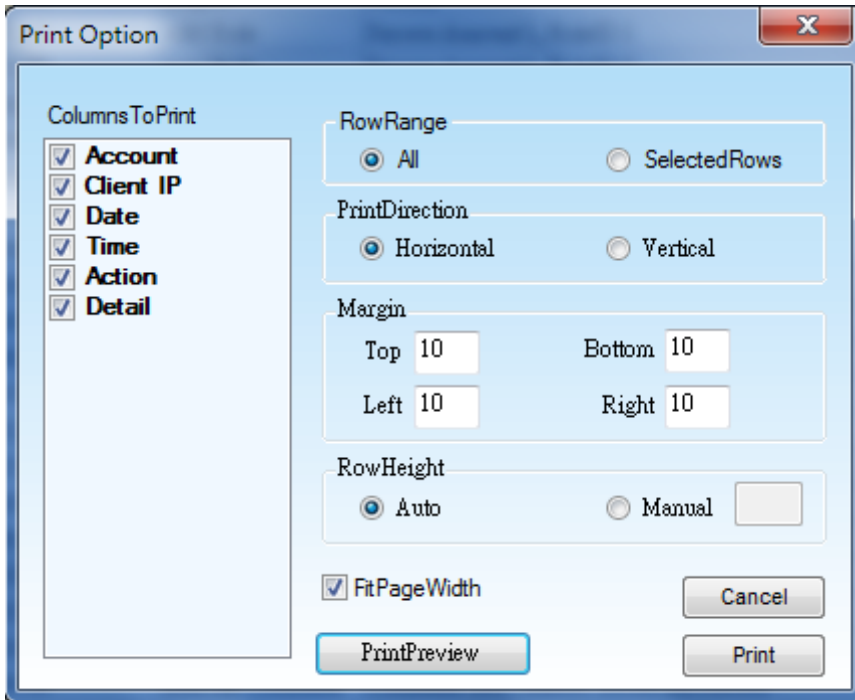 Print Option
ColumnsToPrint
Account
Client IP
Date
Time
Action
Detail
RowRange
All SelectedRows
PrintDirection
Horizontal Vertical
Margin
Top 10 Bottom 10
Left 10 Right 10
RowHeight
Auto Manual
FitPageWidth
Cancel
PrintPreview Print